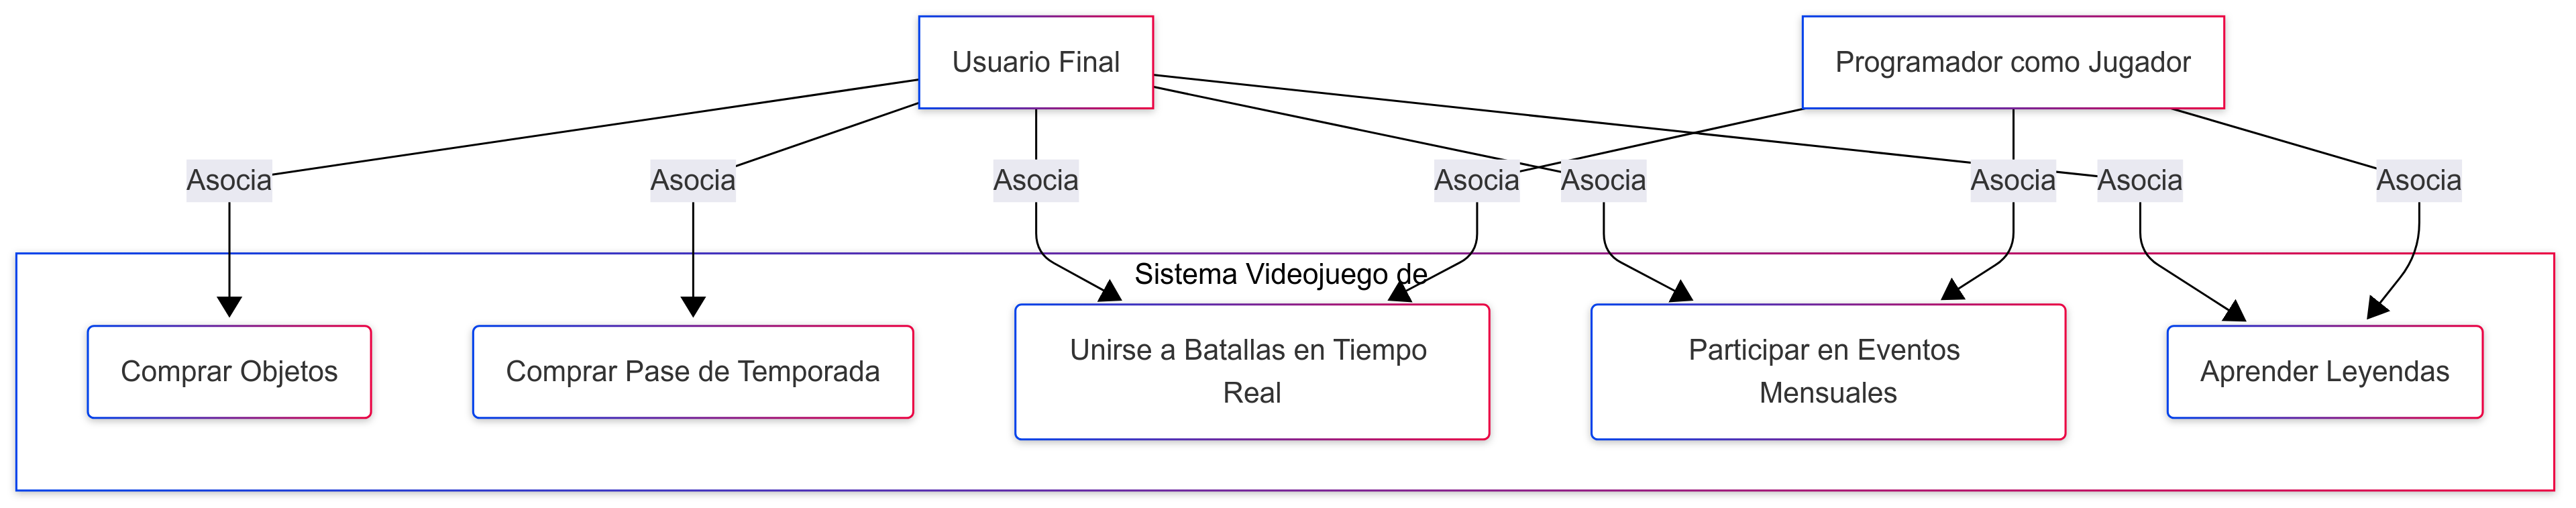 Usuario Final
Programador como Jugador
Asocia
Asocia
Asocia
Asocia
Asocia
Asocia
Asocia
Asocia
Sistema Videojuego de
Comprar Objetos
Comprar Pase de Temporada
Unirse a Batallas en Tiempo
Real
Participar en Eventos
Mensuales
Aprender Leyendas